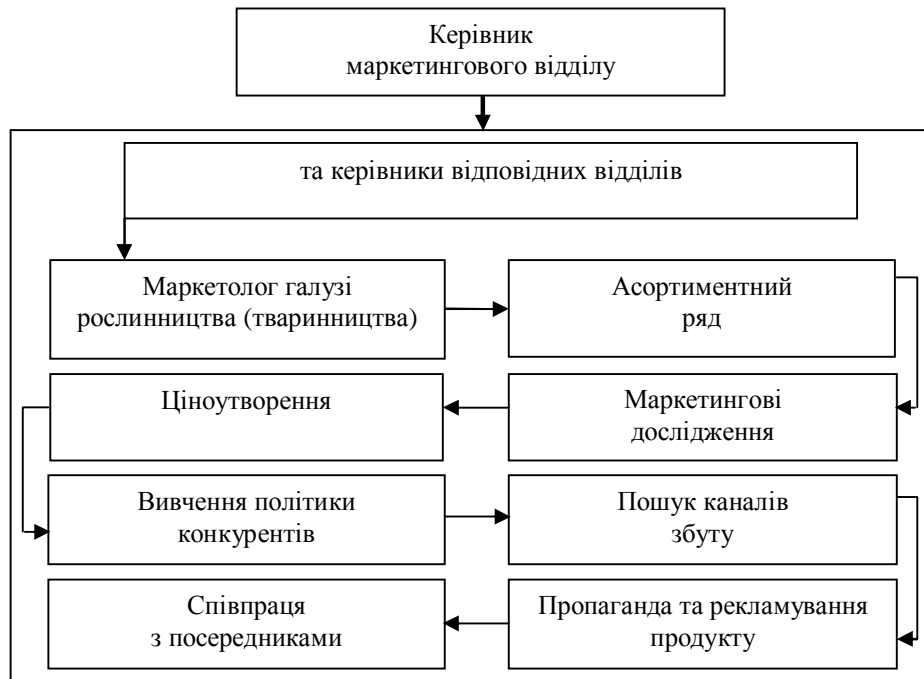 Керівник
маркетингового відділу
та керівники відповідних відділів
Маркетолог галузі
рослинництва (тваринництва)
Асортиментний
ряд
Ціноутворення
Маркетингові
дослідження
Вивчення політики
конкурентів
Пошук каналів
збуту
Співпраця
з посередниками
Пропаганда та рекламування
продукту